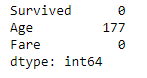 Survived      0
Age         177
Fare          0
dtype: int64